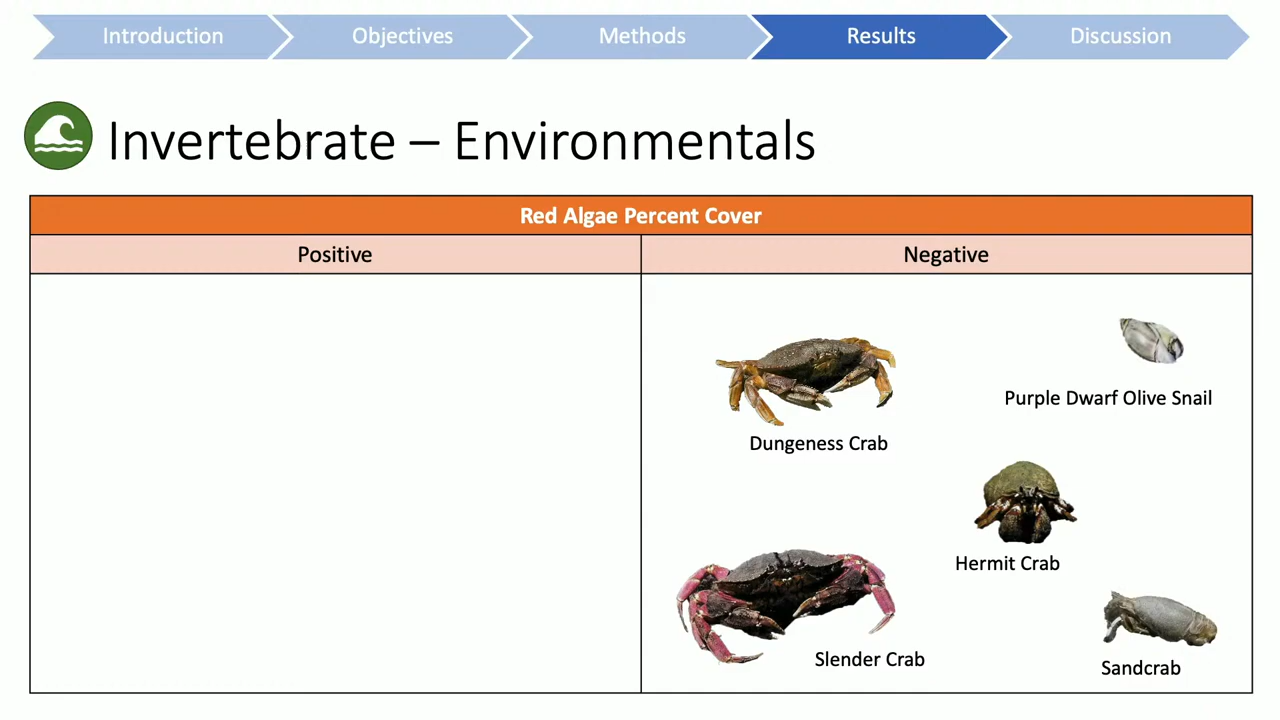 Introduction
Objectives
Methods
Results
Discussion
Invertebrate – Environmentals
Red Algae Percent Cover
Positive
Negative
Purple Dwarf Olive Snail
Dungeness Crab
Hermit Crab
Slender Crab
Sandcrab